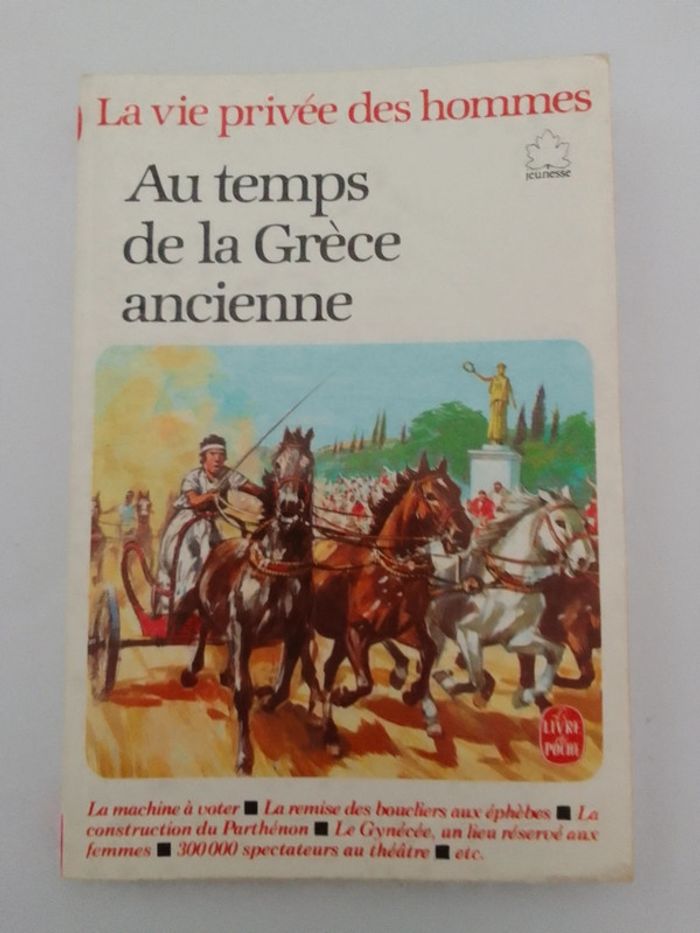 La vie privée des hommes
jeunesse
Au temps
de la Grèce
ancienne
LE LIVRE
de
POCHE
La machine à voter ■ La remise des boucliers aux éphèbes ■ La
construction du Parthénon ■ Le Gynécée, un lieu réservé aux
femmes ■ 300000 spectateurs au théâtre ■ etc.